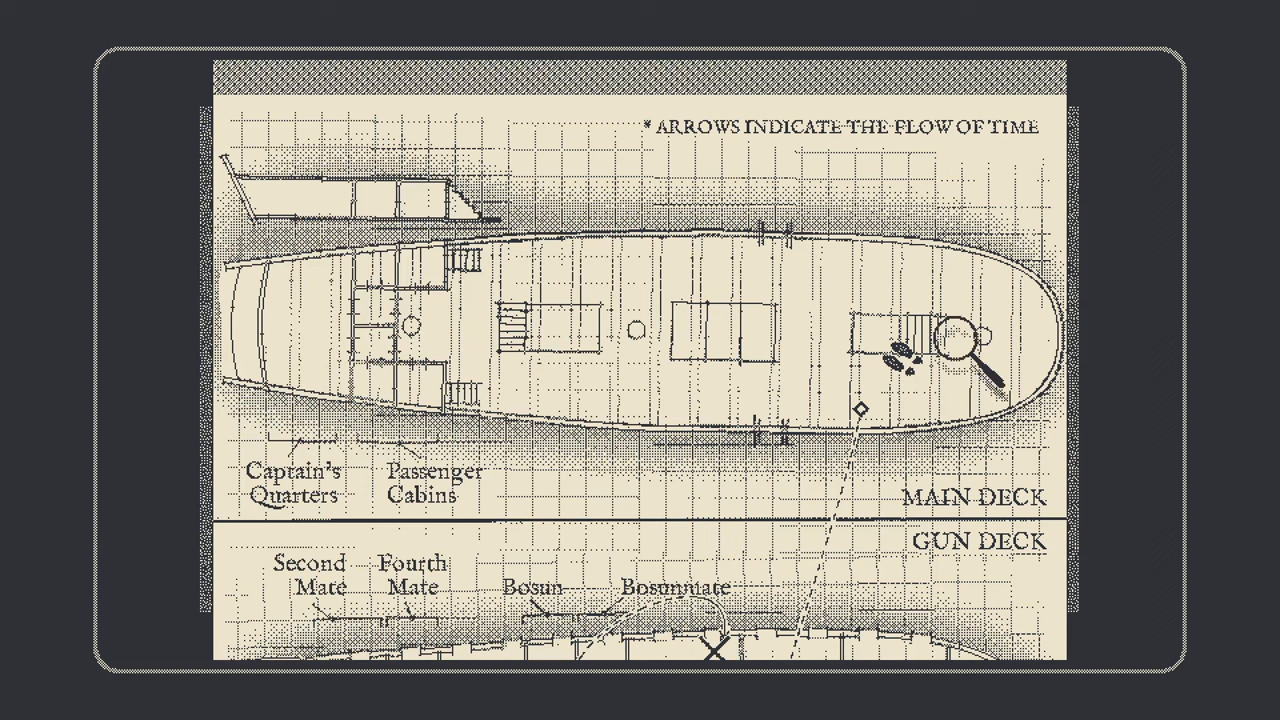 * ARROWS INDICATE THE FLOW OF TIME
Captain's
Quarters
Passenger
Cabins
MAIN DECK
GUN DECK
Second
Mate
Fourth
Mate
Bosun
Bosunmate